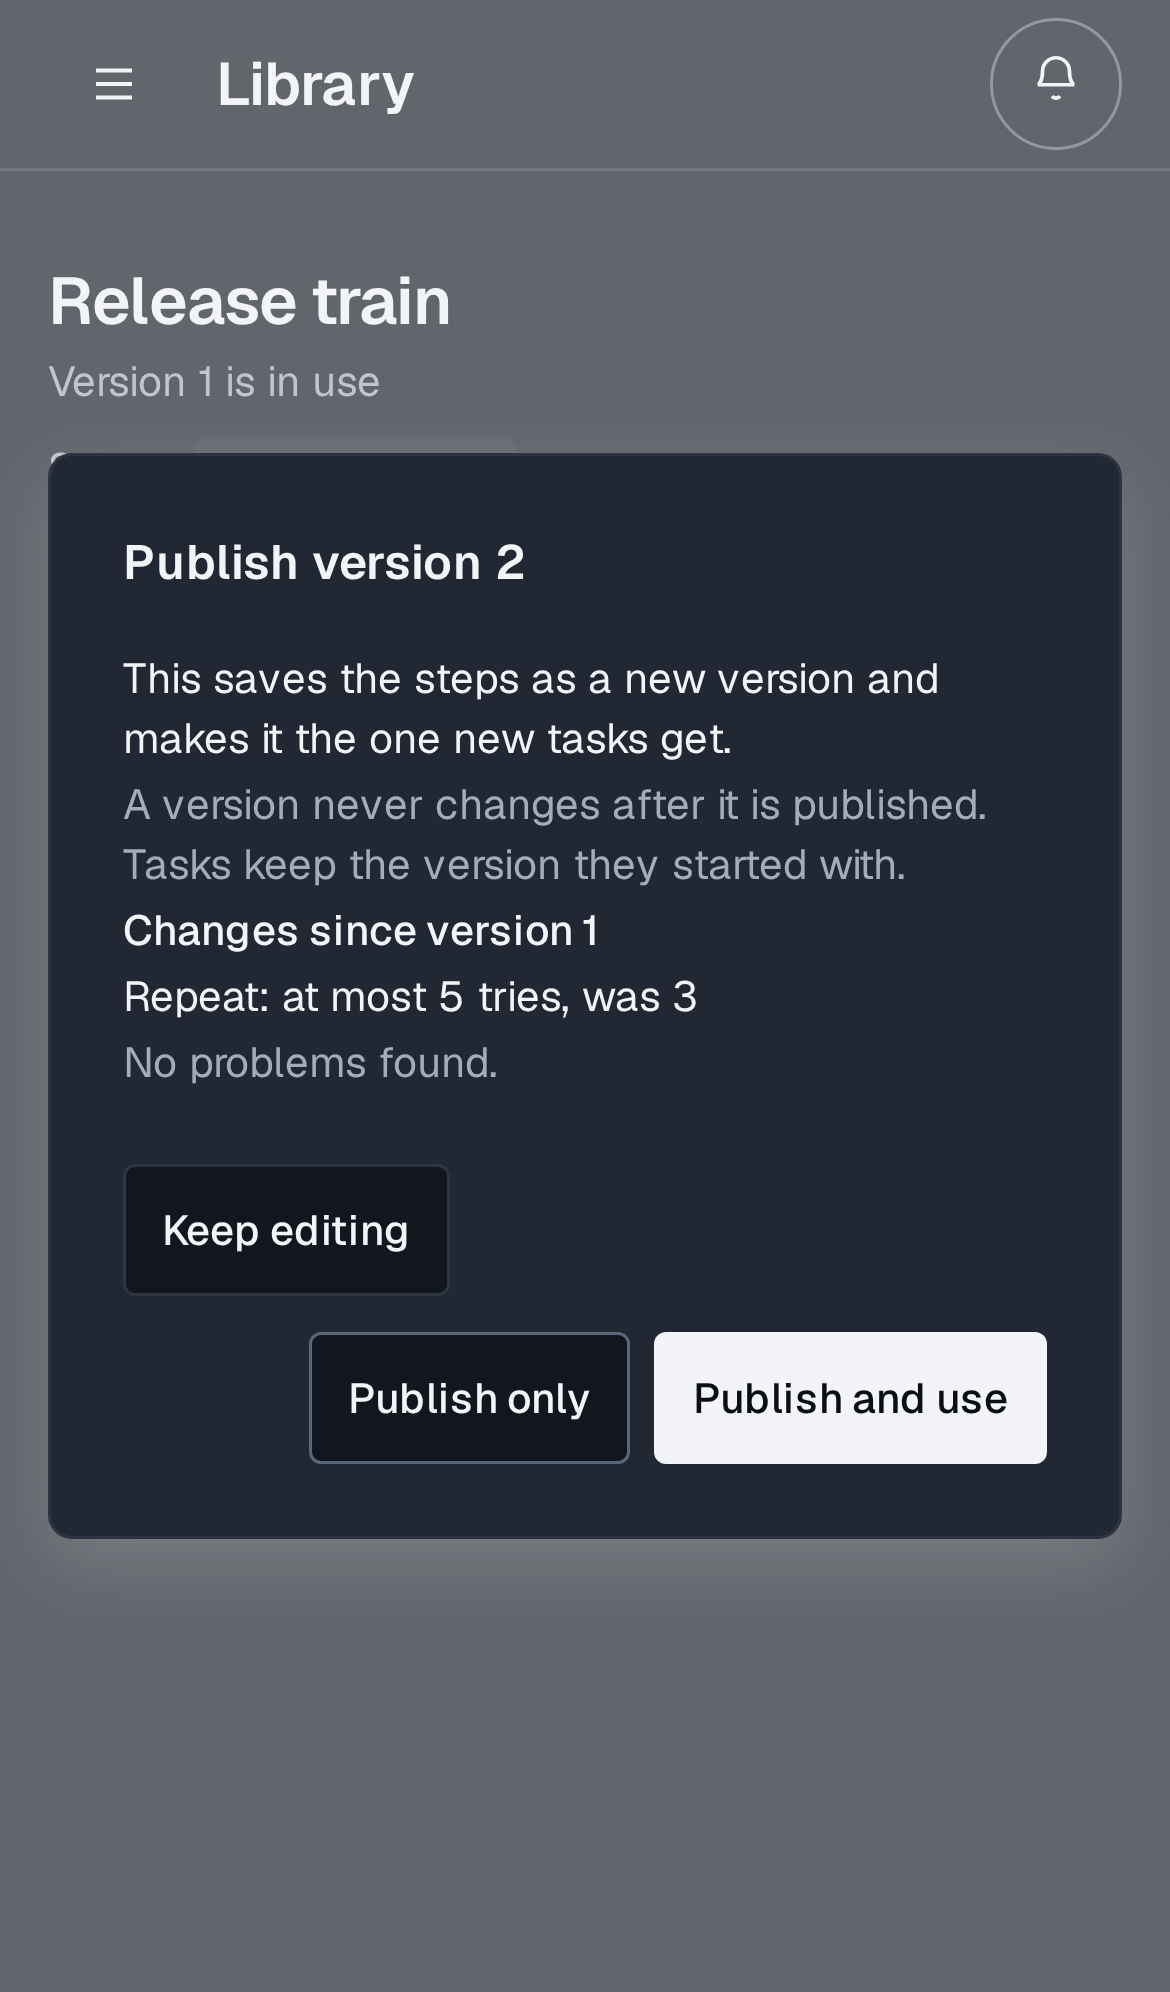 Library
Release train
Version 1 is in use
Publish version 2
This saves the steps as a new version and
makes it the one new tasks get.
A version never changes after it is published.
Tasks keep the version they started with.
Changes since version 1
Repeat: at most 5 tries, was 3
No problems found.
Keep editing
Publish only
Publish and use